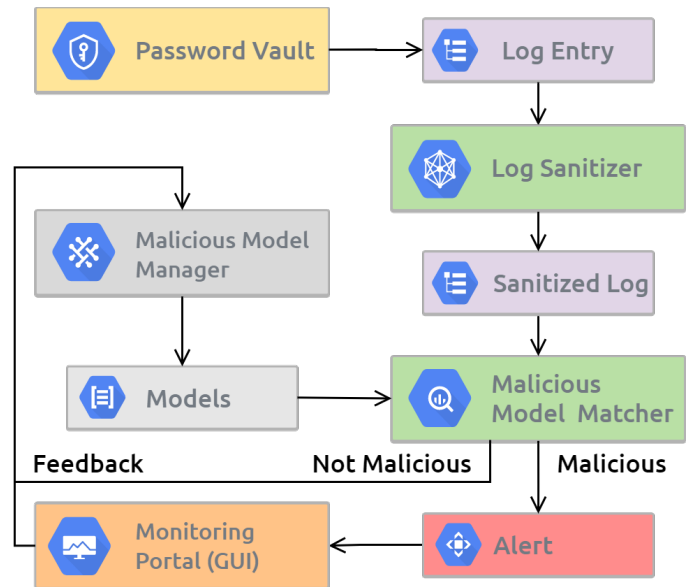 Password Vault
Log Entry
Log Sanitizer
Malicious Model
Manager
Sanitized Log
Models
Malicious
Model Matcher
Feedback
Not Malicious
Malicious
Monitoring
Portal (GUI)
Alert